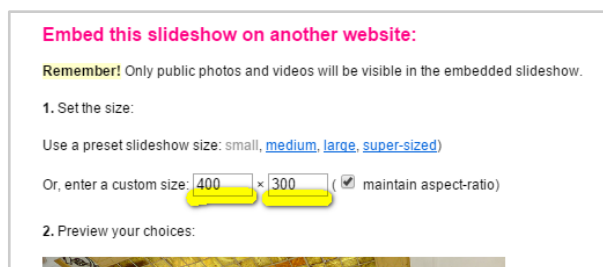 Embed this slideshow on another website:
Remember! Only public photos and videos will be visible in the embedded slideshow.
1. Set the size:
Use a preset slideshow size: small, medium, large, super-sized)
Or, enter a custom size: 400 × 300 ( maintain aspect-ratio)
2. Preview your choices: